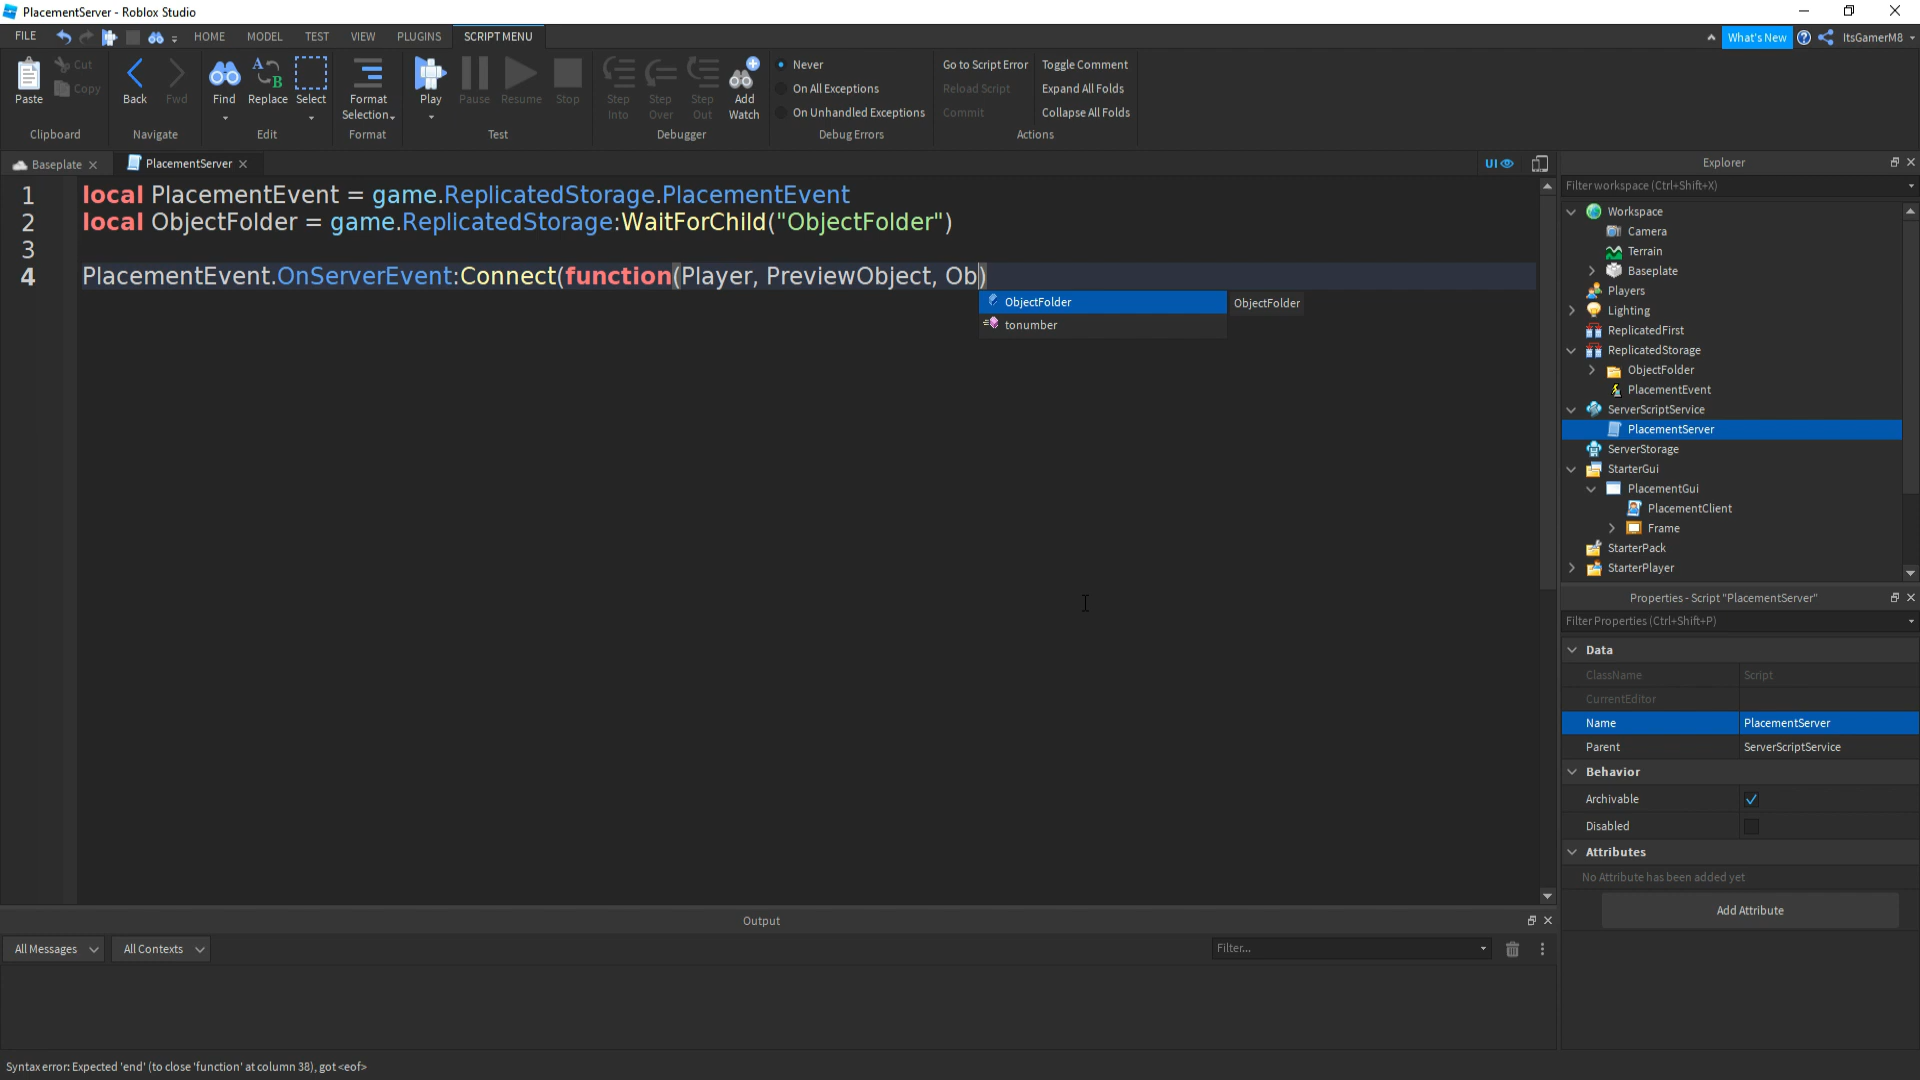 PlacementServer - Roblox Studio
FILE HOME MODEL TEST VIEW PLUGINS SCRIPT MENU What's New ItsGamerM8
Paste Cut Copy Clipboard
Back Fwd Navigate
Find Replace Select Edit
Format Selection Format
Play Pause Resume Stop Test
Step Into Step Over Step Out Add Watch Debugger
Never
On All Exceptions
On Unhandled Exceptions
Debug Errors
Go to Script Error Toggle Comment
Reload Script Expand All Folds
Commit Collapse All Folds
Actions
Baseplate PlacementServer UI
1 local PlacementEvent = game.ReplicatedStorage.PlacementEvent
2 local ObjectFolder = game.ReplicatedStorage:WaitForChild("ObjectFolder")
3
4 PlacementEvent.OnServerEvent:Connect(function(Player, PreviewObject, Ob)
ObjectFolder ObjectFolder
tonumber
Explorer
Filter workspace (Ctrl+Shift+X)
Workspace
Camera
Terrain
Baseplate
Players
Lighting
ReplicatedFirst
ReplicatedStorage
ObjectFolder
PlacementEvent
ServerScriptService
PlacementServer
ServerStorage
StarterGui
PlacementGui
PlacementClient
Frame
StarterPack
StarterPlayer
Properties - Script "PlacementServer"
Filter Properties (Ctrl+Shift+P)
Data
ClassName Script
CurrentEditor
Name PlacementServer
Parent ServerScriptService
Behavior
Archivable
Disabled
Attributes
No Attribute has been added yet
Add Attribute
Output
All Messages All Contexts Filter...
Syntax error: Expected 'end' (to close 'function' at column 38), got <eof>